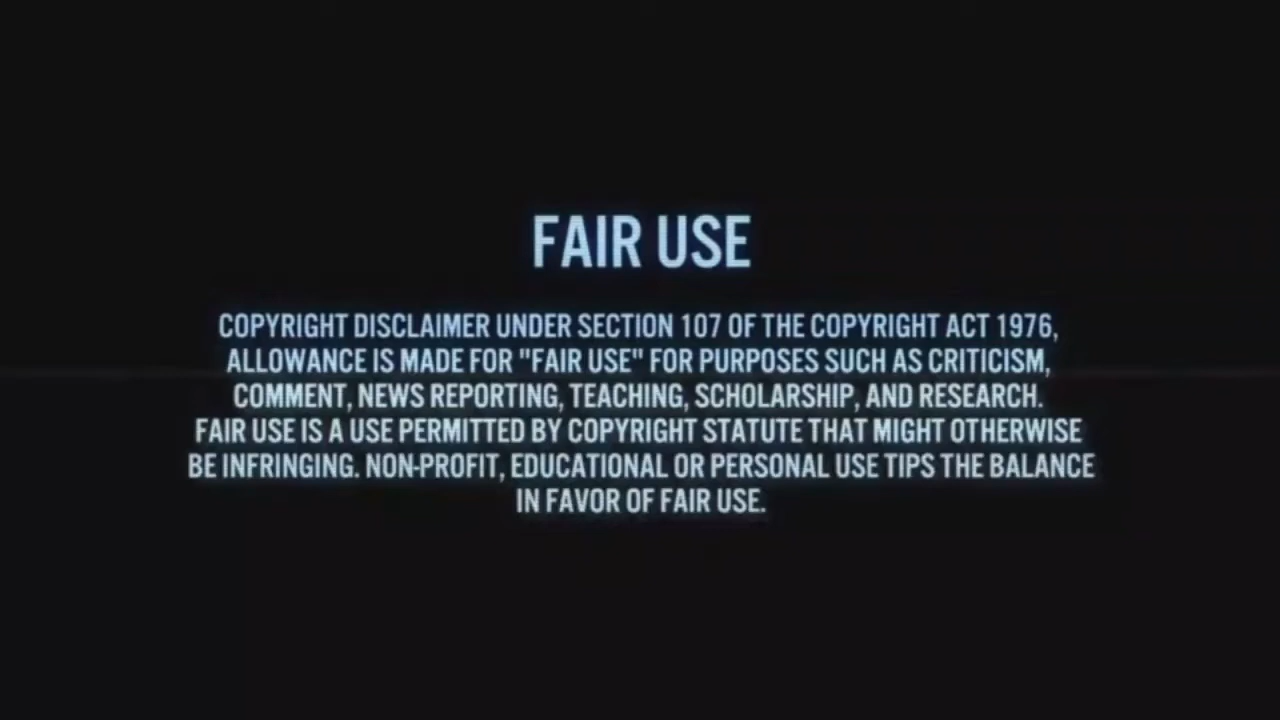 FAIR USE
COPYRIGHT DISCLAIMER UNDER SECTION 107 OF THE COPYRIGHT ACT 1976,
ALLOWANCE IS MADE FOR "FAIR USE" FOR PURPOSES SUCH AS CRITICISM,
COMMENT, NEWS REPORTING, TEACHING, SCHOLARSHIP, AND RESEARCH.
FAIR USE IS A USE PERMITTED BY COPYRIGHT STATUTE THAT MIGHT OTHERWISE
BE INFRINGING. NON-PROFIT, EDUCATIONAL OR PERSONAL USE TIPS THE BALANCE
IN FAVOR OF FAIR USE.